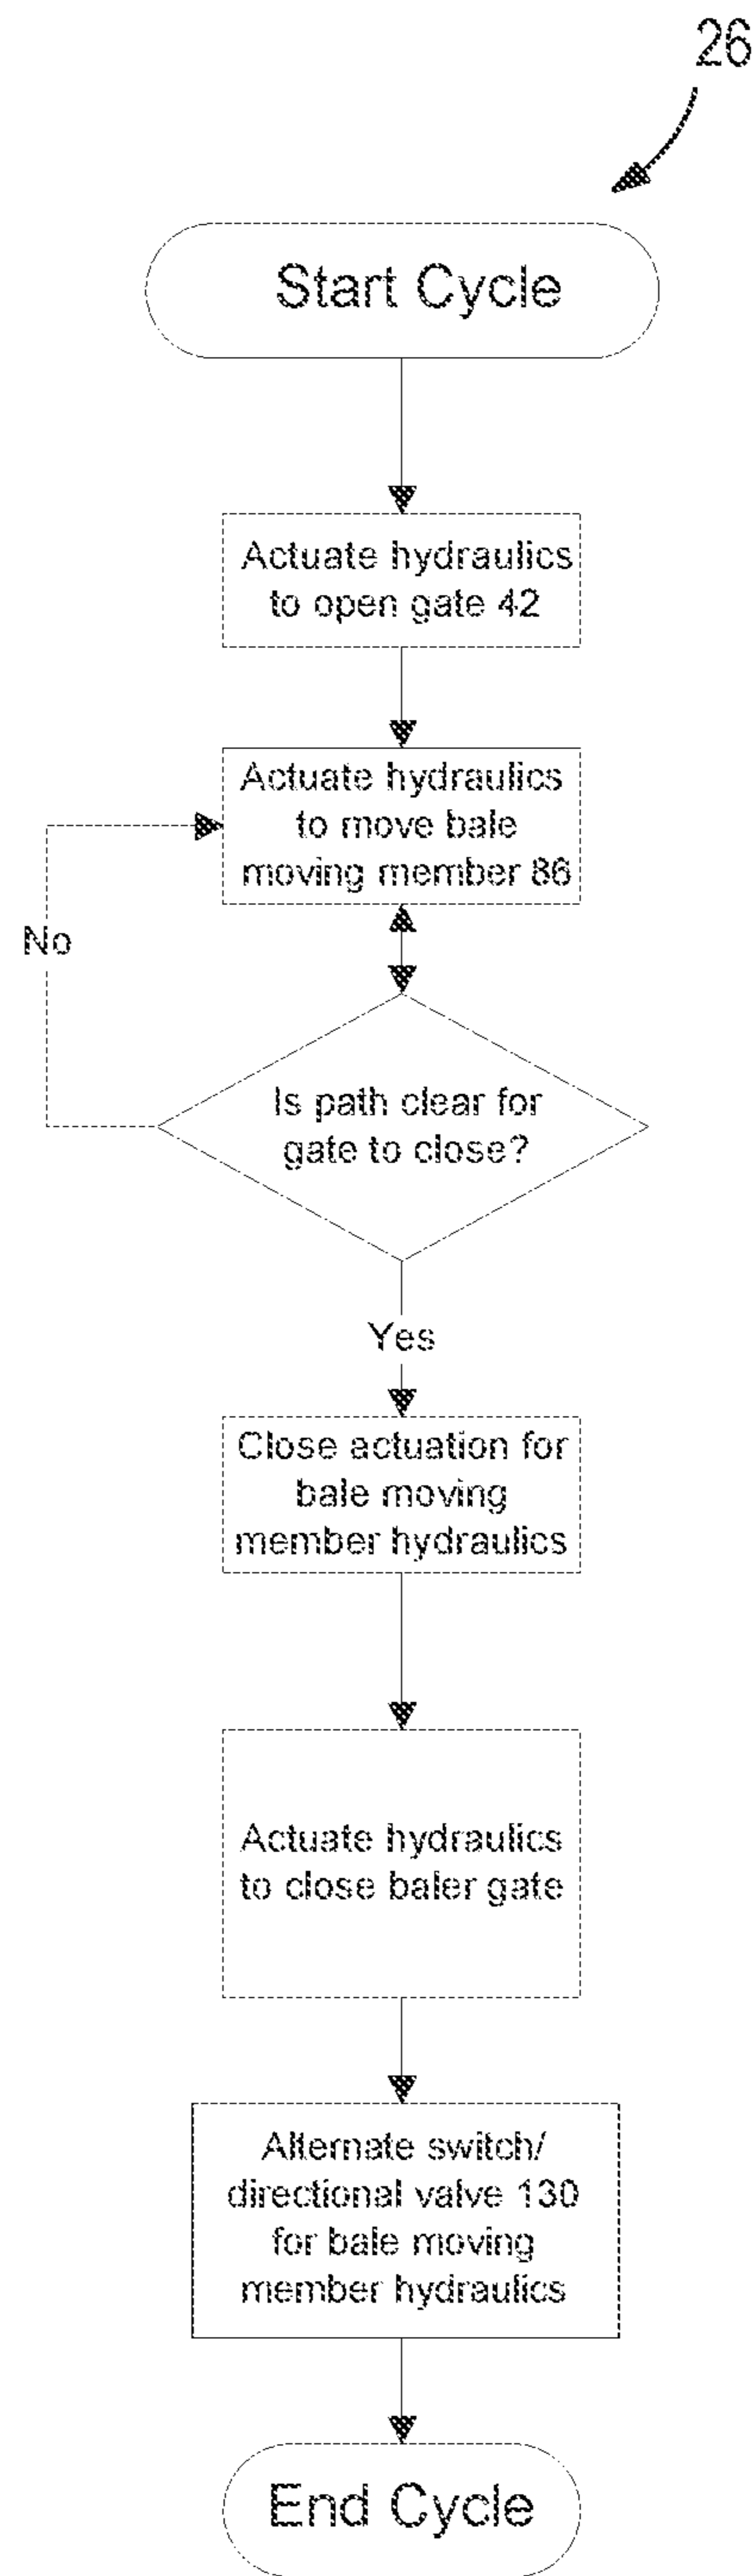 26
Start Cycle
Actuate hydraulics
to open gate 42
Actuate hydraulics
to move bale
moving member 86
No
Is path clear for
gate to close?
Yes
Close actuation for
bale moving
member hydraulics
Actuate hydraulics
to close baler gate
Alternate switch/
directional valve 130
for bale moving
member hydraulics
End Cycle